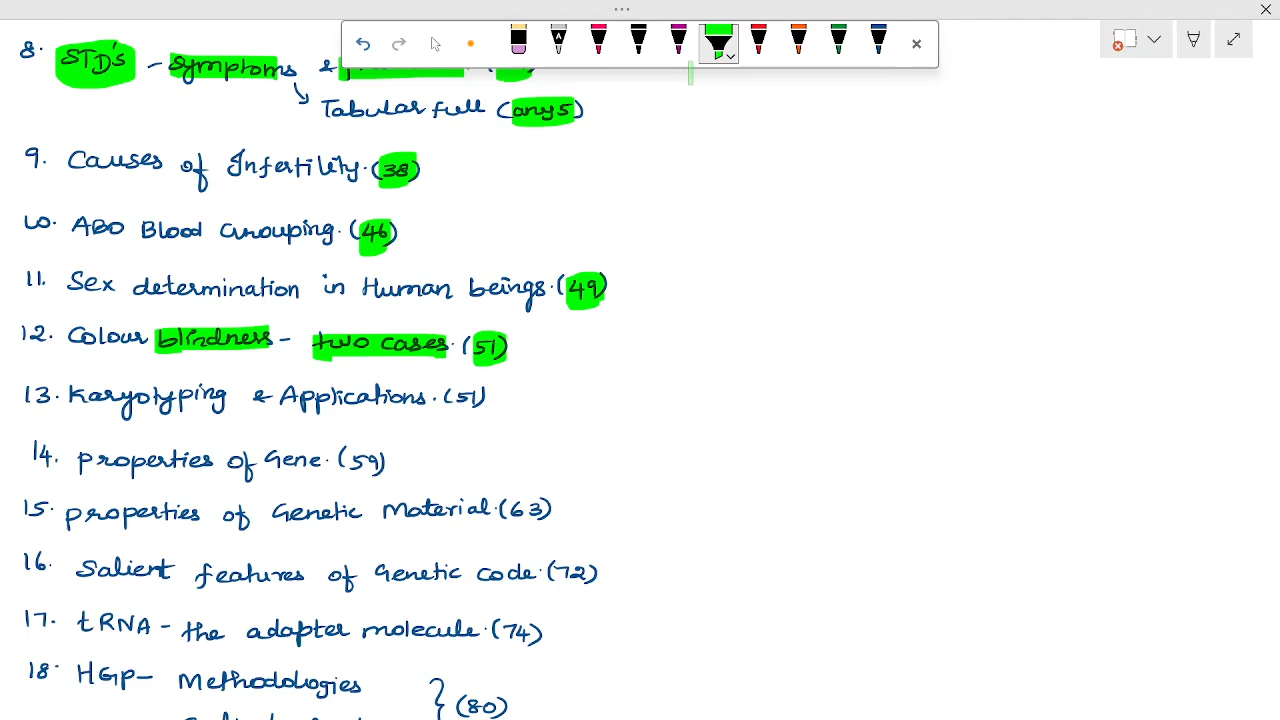 8. STD's - symptoms &
Tabular full (any 5)
9. Causes of Infertility. (38)
10. ABO Blood Grouping. (46)
11. Sex determination in Human beings. (49)
12. Colour blindness - two cases. (51)
13. Karyotyping & Applications. (51)
14. properties of Gene. (59)
15. properties of Genetic Material. (63)
16. Salient features of Genetic code. (72)
17. tRNA - the adapter molecule. (74)
18. HGP - Methodologies
} (80)